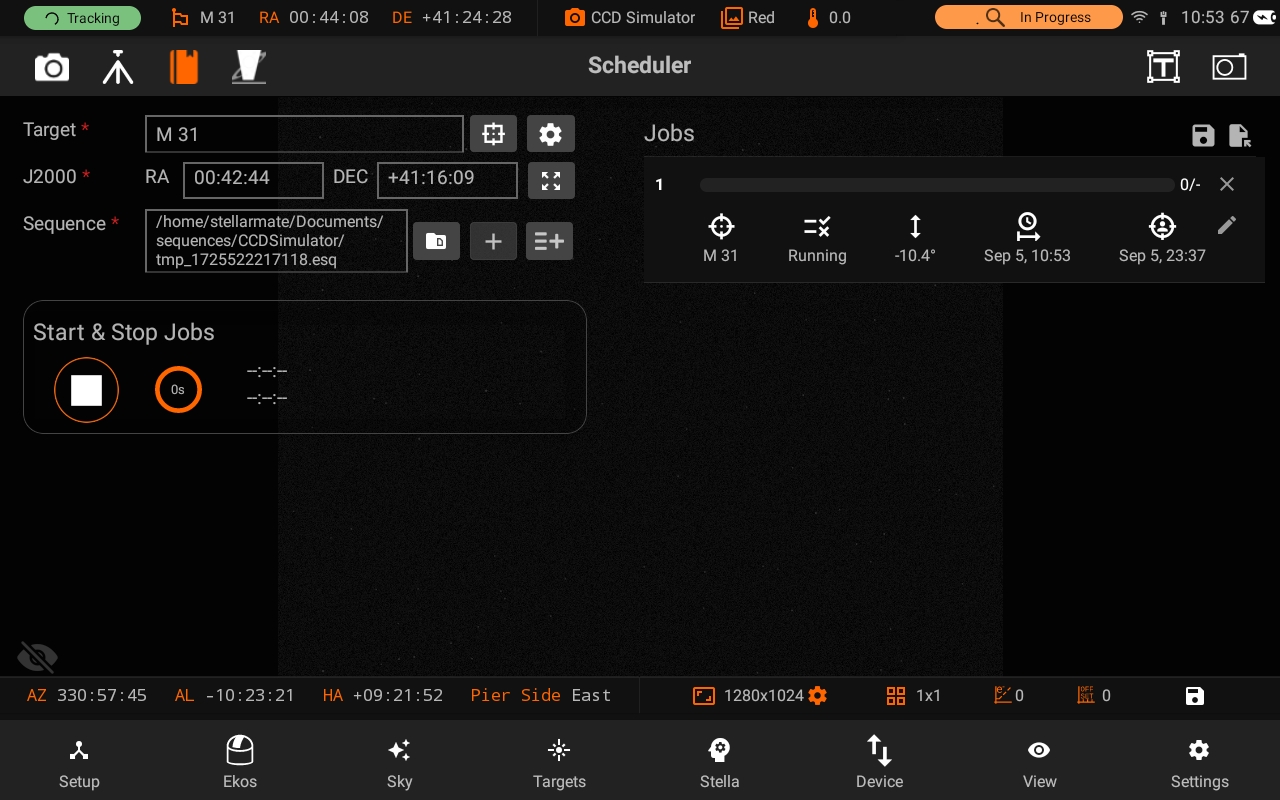 Tracking M 31 RA 00:44:08 DE +41:24:28 CCD Simulator Red 0.0 In Progress 10:53 67
Scheduler
Target *
M 31
J2000 *
RA 00:42:44 DEC +41:16:09
Sequence *
/home/stellarmate/Documents/
sequences/CCDSimulator/
tmp_1725522217118.esq
Start & Stop Jobs
0s
--:--:--
--:--:--
Jobs
1 0/-
M 31 Running -10.4° Sep 5, 10:53 Sep 5, 23:37
AZ 330:57:45 AL -10:23:21 HA +09:21:52 Pier Side East 1280x1024 1x1 0 OFF SET 0
Setup Ekos Sky Targets Stella Device View Settings